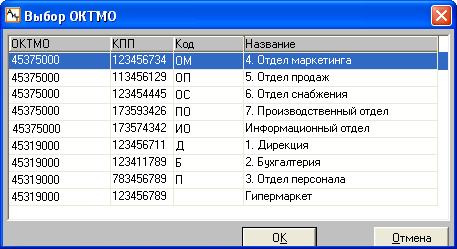 Выбор ОКТМО
ОКТМО КПП Код Название
45375000 123456734 ОМ 4. Отдел маркетинга
45375000 113456129 ОП 5. Отдел продаж
45375000 123454445 ОС 6. Отдел снабжения
45375000 173593426 ПО 7. Производственный отдел
45375000 173574342 ИО Информационный отдел
45319000 123456711 Д 1. Дирекция
45319000 123411789 Б 2. Бухгалтерия
45319000 783456789 П 3. Отдел персонала
45319000 123456789 Гипермаркет
OK Отмена